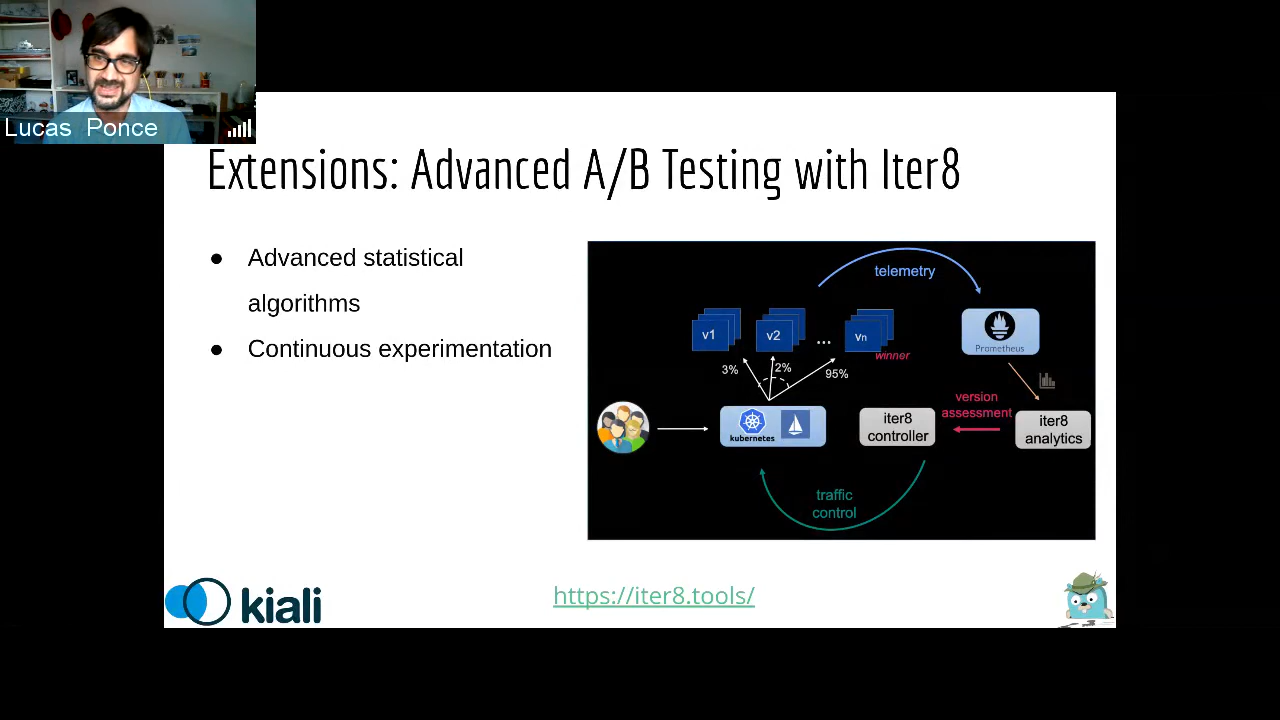 Lucas Ponce
Extensions: Advanced A/B Testing with Iter8
● Advanced statistical
algorithms
● Continuous experimentation
telemetry
v1
v2
...
vn
winner
Prometheus
3%
2%
95%
version
assessment
kubernetes
iter8
controller
iter8
analytics
traffic
control
kiali
https://iter8.tools/